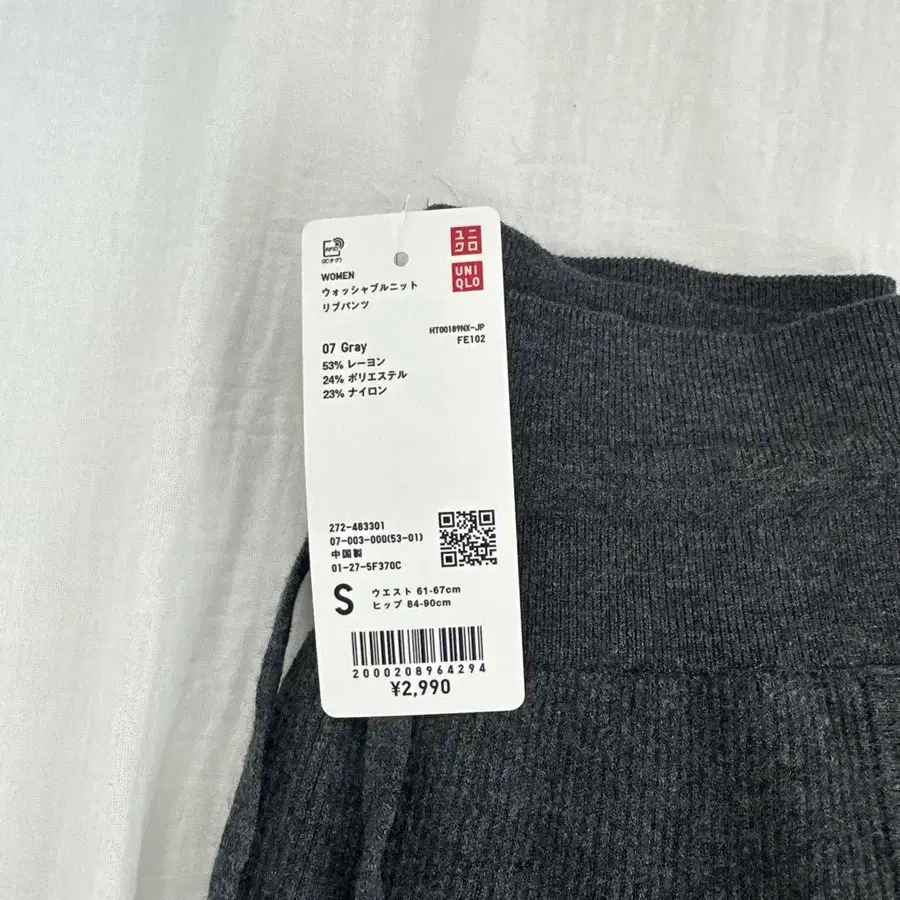 RFID
(ICタグ)
ユニ
クロ
UNI
QLO
WOMEN
ウォッシャブルニット
リブパンツ
HT00189NX-JP
FE102
07 Gray
53% レーヨン
24% ポリエステル
23% ナイロン
272-483301
07-003-000(53-01)
中国製
01-27-5F370C
S
ウエスト 61-67cm
ヒップ 84-90cm
2000208964294
¥2,990